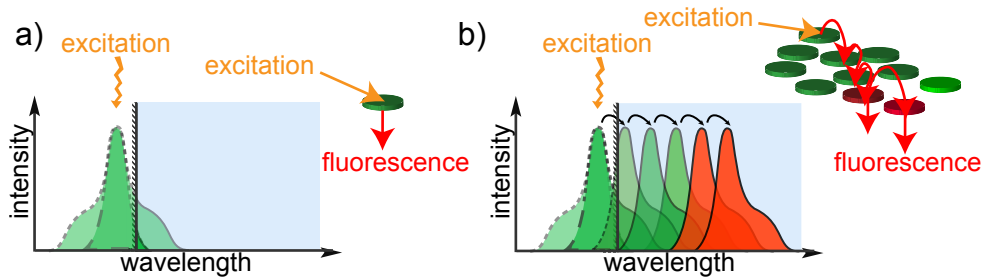 a)
excitation
excitation
fluorescence
intensity
wavelength
b)
excitation
excitation
fluorescence
intensity
wavelength